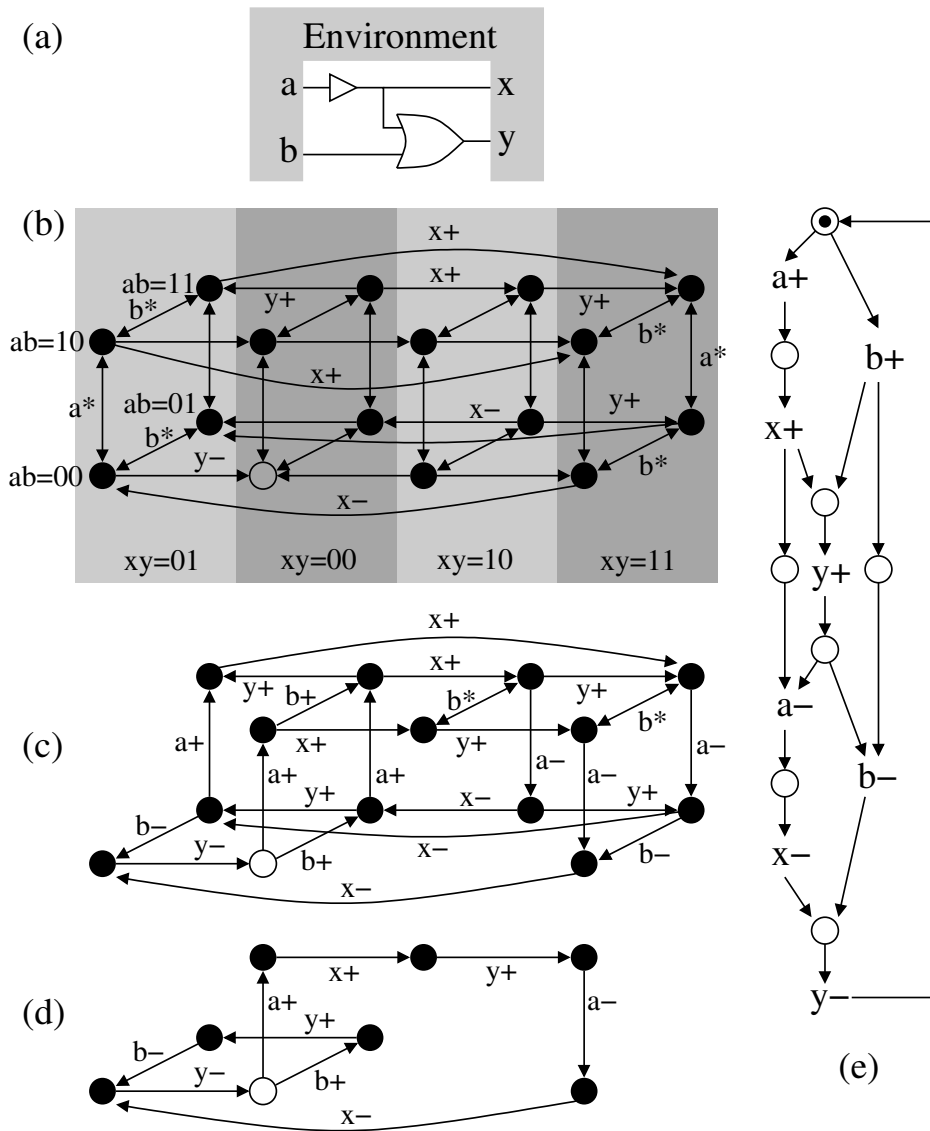 (a)
Environment
a
x
b
y
(b)
x+
ab=11
x+
b*
y+
y+
ab=10
b*
x+
a*
a*
ab=01
x-
y+
b*
ab=00
y-
b*
x-
xy=01
xy=00
xy=10
xy=11
(c)
x+
x+
y+
b+
b*
y+
b*
a+
x+
y+
a+
a+
a-
a-
a-
y+
x-
y+
b-
y-
b+
x-
b-
x-
(d)
x+
y+
a+
a-
y+
b-
y-
b+
x-
a+
b+
x+
y+
a-
b-
x-
y-
(e)